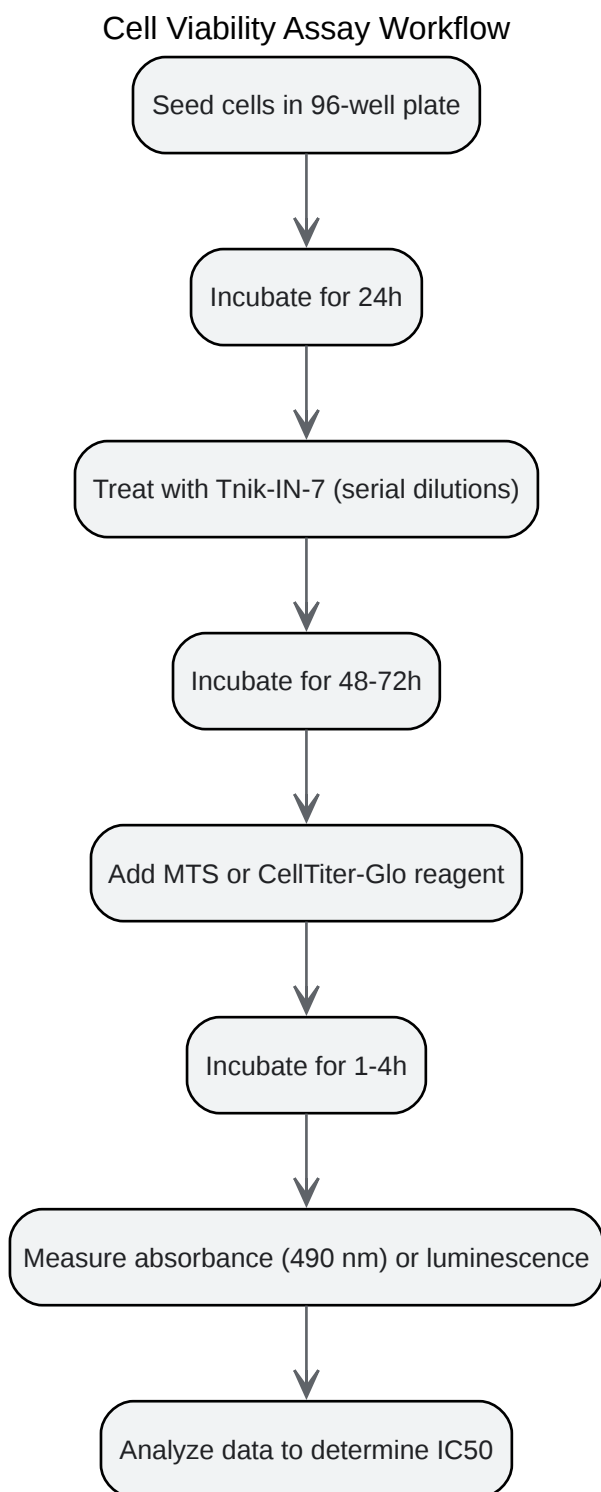 Cell Viability Assay Workflow
Seed cells in 96-well plate
Incubate for 24h
Treat with Tnik-IN-7 (serial dilutions)
Incubate for 48-72h
Add MTS or CellTiter-Glo reagent
Incubate for 1-4h
Measure absorbance (490 nm) or luminescence
Analyze data to determine IC50